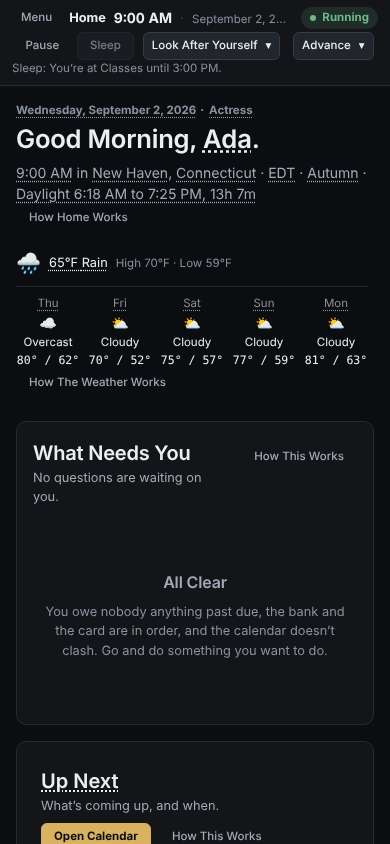 Menu Home 9:00 AM · September 2, 2... Running
Pause Sleep Look After Yourself ▾ Advance ▾
Sleep: You're at Classes until 3:00 PM.
Wednesday, September 2, 2026 · Actress
Good Morning, Ada.
9:00 AM in New Haven, Connecticut · EDT · Autumn ·
Daylight 6:18 AM to 7:25 PM, 13h 7m
How Home Works
65°F Rain High 70°F · Low 59°F
Thu Fri Sat Sun Mon
Overcast Cloudy Cloudy Cloudy Cloudy
80° / 62° 70° / 52° 75° / 57° 77° / 59° 81° / 63°
How The Weather Works
What Needs You How This Works
No questions are waiting on
you.
All Clear
You owe nobody anything past due, the bank and
the card are in order, and the calendar doesn't
clash. Go and do something you want to do.
Up Next
What's coming up, and when.
Open Calendar How This Works